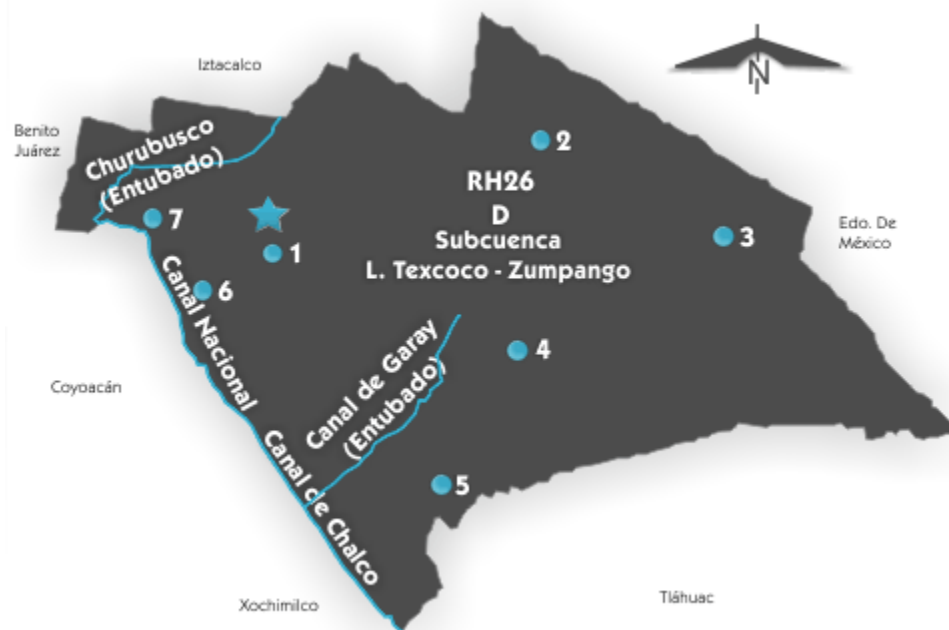 Iztacalco
Benito
Juárez
Churubusco
(Entubado)
N
2
RH26
D
Subcuenca
L. Texcoco - Zumpango
7
1
3
Edo. De
México
6
Canal Nacional
4
Canal de Garay
(Entubado)
Coyoacán
Canal de Chalco
5
Xochimilco
Tláhuac